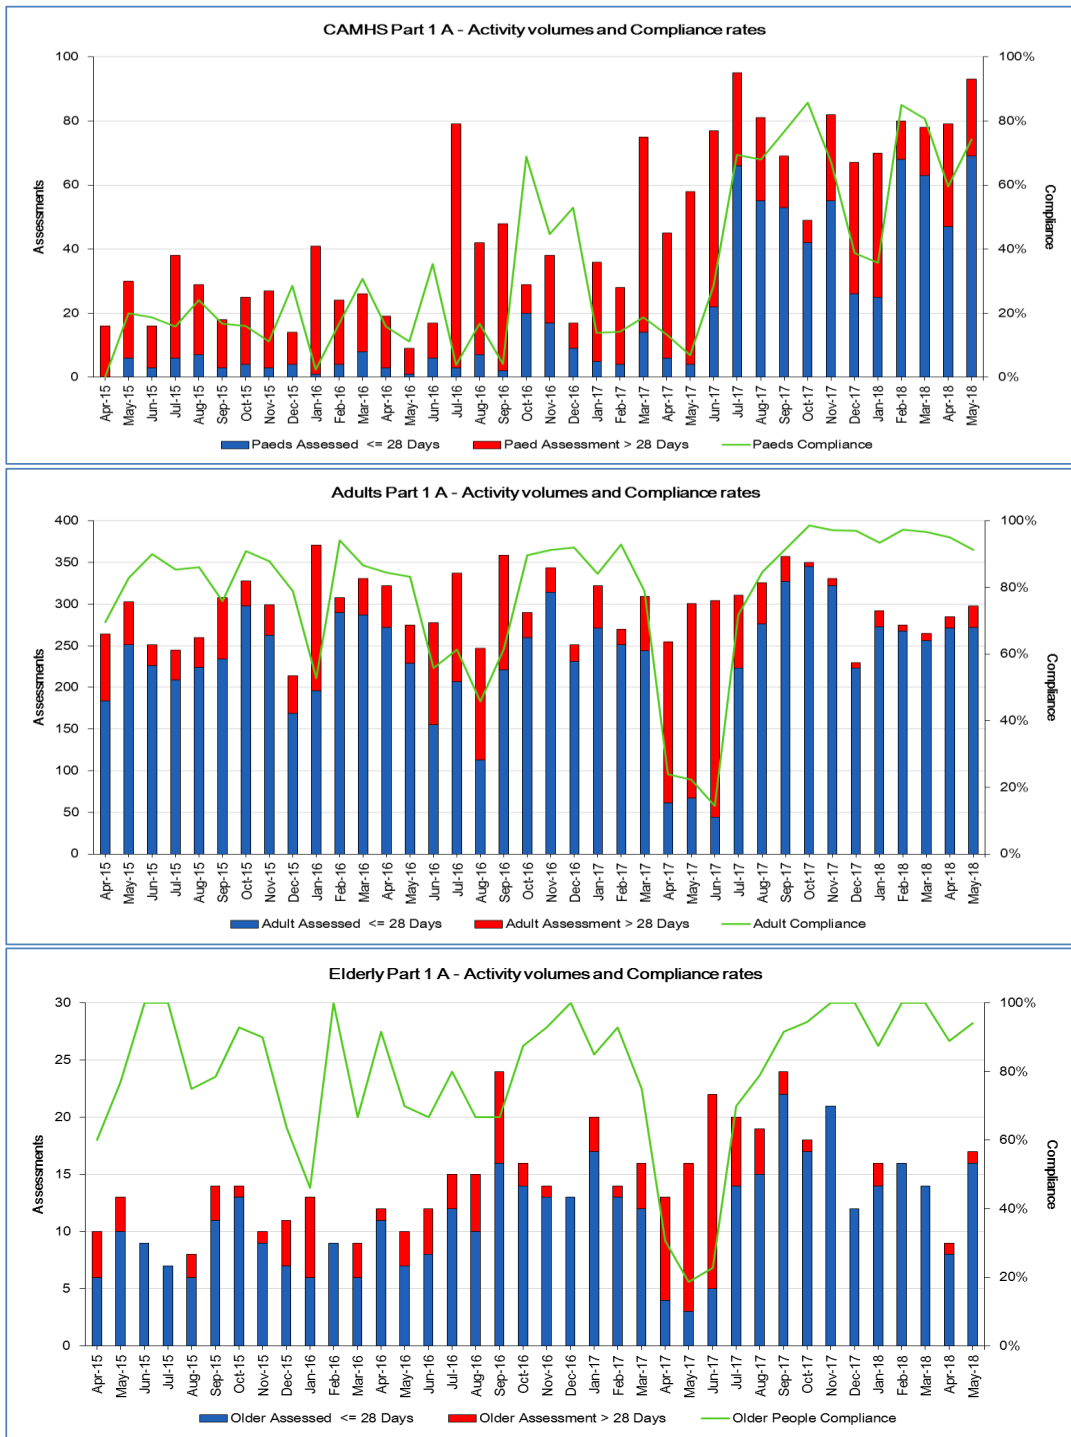 CAMHS Part 1 A - Activity volumes and Compliance rates
100 100%
80 80%
60 60%
40 40%
20 20%
0 0%
Assessments
Compliance
Apr-15 May-15 Jun-15 Jul-15 Aug-15 Sep-15 Oct-15 Nov-15 Dec-15 Jan-16 Feb-16 Mar-16 Apr-16 May-16 Jun-16 Jul-16 Aug-16 Sep-16 Oct-16 Nov-16 Dec-16 Jan-17 Feb-17 Mar-17 Apr-17 May-17 Jun-17 Jul-17 Aug-17 Sep-17 Oct-17 Nov-17 Dec-17 Jan-18 Feb-18 Mar-18 Apr-18 May-18
Paeds Assessed <= 28 Days Paed Assessment > 28 Days Paeds Compliance
Adults Part 1 A - Activity volumes and Compliance rates
400 100%
350
300 80%
250 60%
200
150 40%
100 20%
50
0 0%
Assessments
Compliance
Apr-15 May-15 Jun-15 Jul-15 Aug-15 Sep-15 Oct-15 Nov-15 Dec-15 Jan-16 Feb-16 Mar-16 Apr-16 May-16 Jun-16 Jul-16 Aug-16 Sep-16 Oct-16 Nov-16 Dec-16 Jan-17 Feb-17 Mar-17 Apr-17 May-17 Jun-17 Jul-17 Aug-17 Sep-17 Oct-17 Nov-17 Dec-17 Jan-18 Feb-18 Mar-18 Apr-18 May-18
Adult Assessed <= 28 Days Adult Assessment > 28 Days Adult Compliance
Elderly Part 1 A - Activity volumes and Compliance rates
30 100%
25 80%
20 60%
15
10 40%
5 20%
0 0%
Assessments
Compliance
Apr-15 May-15 Jun-15 Jul-15 Aug-15 Sep-15 Oct-15 Nov-15 Dec-15 Jan-16 Feb-16 Mar-16 Apr-16 May-16 Jun-16 Jul-16 Aug-16 Sep-16 Oct-16 Nov-16 Dec-16 Jan-17 Feb-17 Mar-17 Apr-17 May-17 Jun-17 Jul-17 Aug-17 Sep-17 Oct-17 Nov-17 Dec-17 Jan-18 Feb-18 Mar-18 Apr-18 May-18
Older Assessed <= 28 Days Older Assessment > 28 Days Older People Compliance